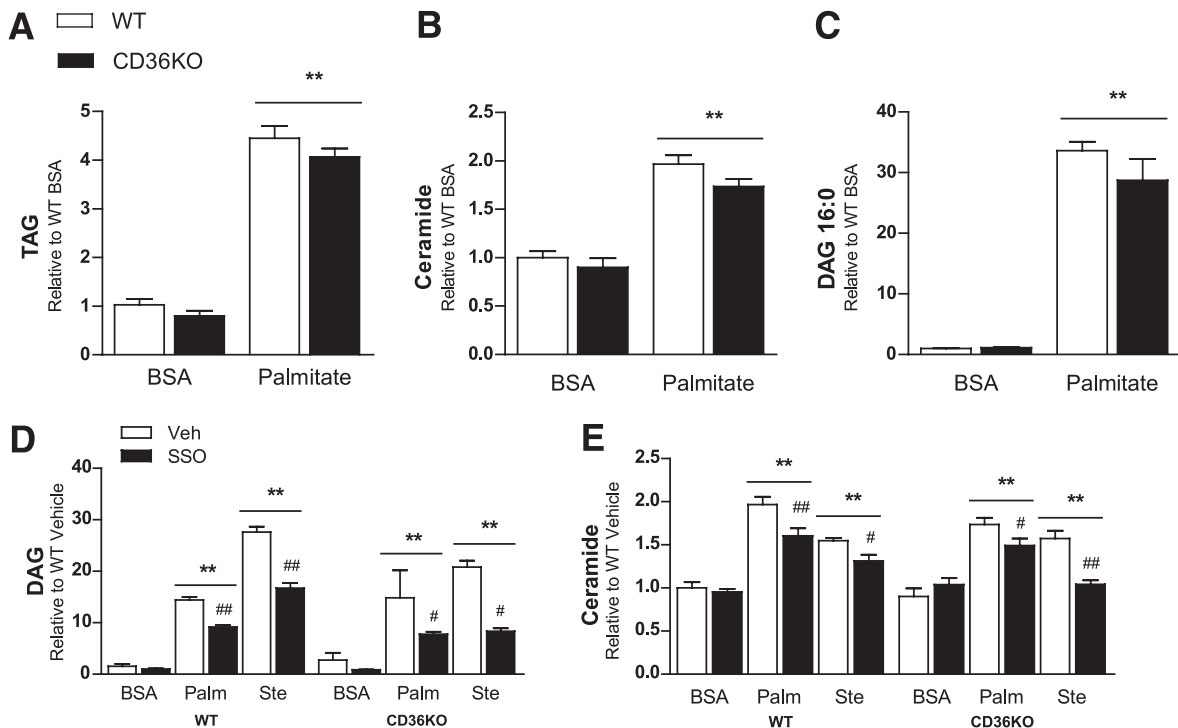 A
WT
CD36KO
TAG
Relative to WT BSA
5
4
3
2
1
0
**
BSA
Palmitate
B
Ceramide
Relative to WT BSA
2.5
2.0
1.5
1.0
0.5
0.0
**
BSA
Palmitate
C
DAG 16:0
Relative to WT BSA
40
30
20
10
0
**
BSA
Palmitate
D
Veh
SSO
DAG
Relative to WT Vehicle
40
30
20
10
0
**
##
**
##
**
#
**
#
BSA Palm Ste BSA Palm Ste
WT CD36KO
E
Ceramide
Relative to WT Vehicle
2.5
2.0
1.5
1.0
0.5
0.0
**
##
**
#
**
#
**
##
BSA Palm Ste BSA Palm Ste
WT CD36KO